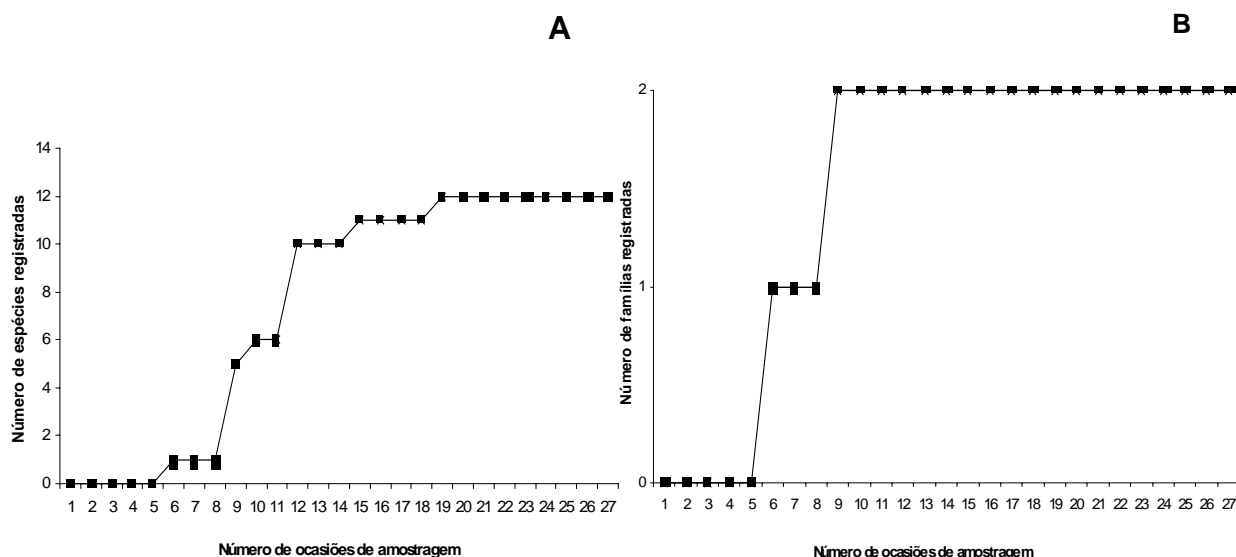 A
14
12
10
8
6
4
2
0
Número de espécies registradas
1 2 3 4 5 6 7 8 9 10 11 12 13 14 15 16 17 18 19 20 21 22 23 24 25 26 27
Número de ocasiões de amostragem
B
2
1
0
Número de famílias registradas
1 2 3 4 5 6 7 8 9 10 11 12 13 14 15 16 17 18 19 20 21 22 23 24 25 26 27
Número de ocasiões de amostragem